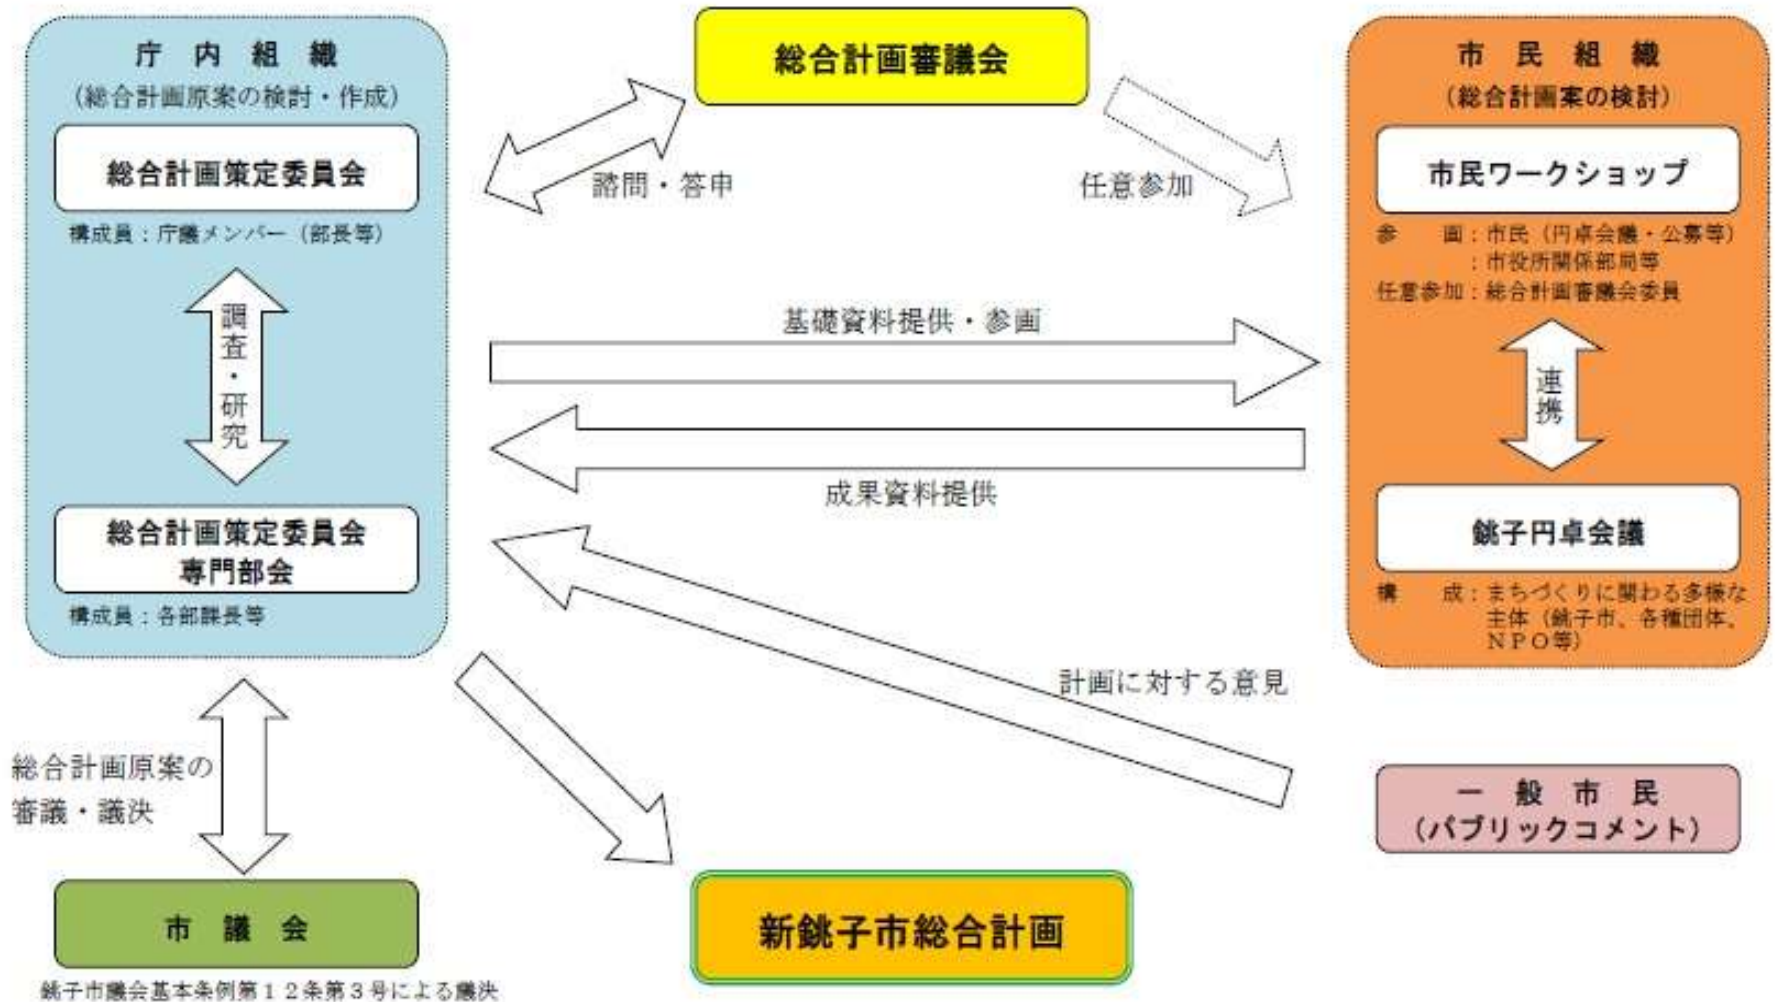 庁内組織
（総合計画原案の検討・作成）
総合計画策定委員会
構成員：庁議メンバー（部長等）
調査・研究
総合計画策定委員会
専門部会
構成員：各部課長等
総合計画審議会
諮問・答申
任意参加
基礎資料提供・参画
成果資料提供
計画に対する意見
市民組織
（総合計画案の検討）
市民ワークショップ
参　画：市民（円卓会議・公募等）
：市役所関係部局等
任意参加：総合計画審議会委員
連携
銚子円卓会議
構　成：まちづくりに関わる多様な
主体（銚子市、各種団体、
ＮＰＯ等）
一般市民
（パブリックコメント）
総合計画原案の
審議・議決
市議会
銚子市議会基本条例第１２条第３号による議決
新銚子市総合計画